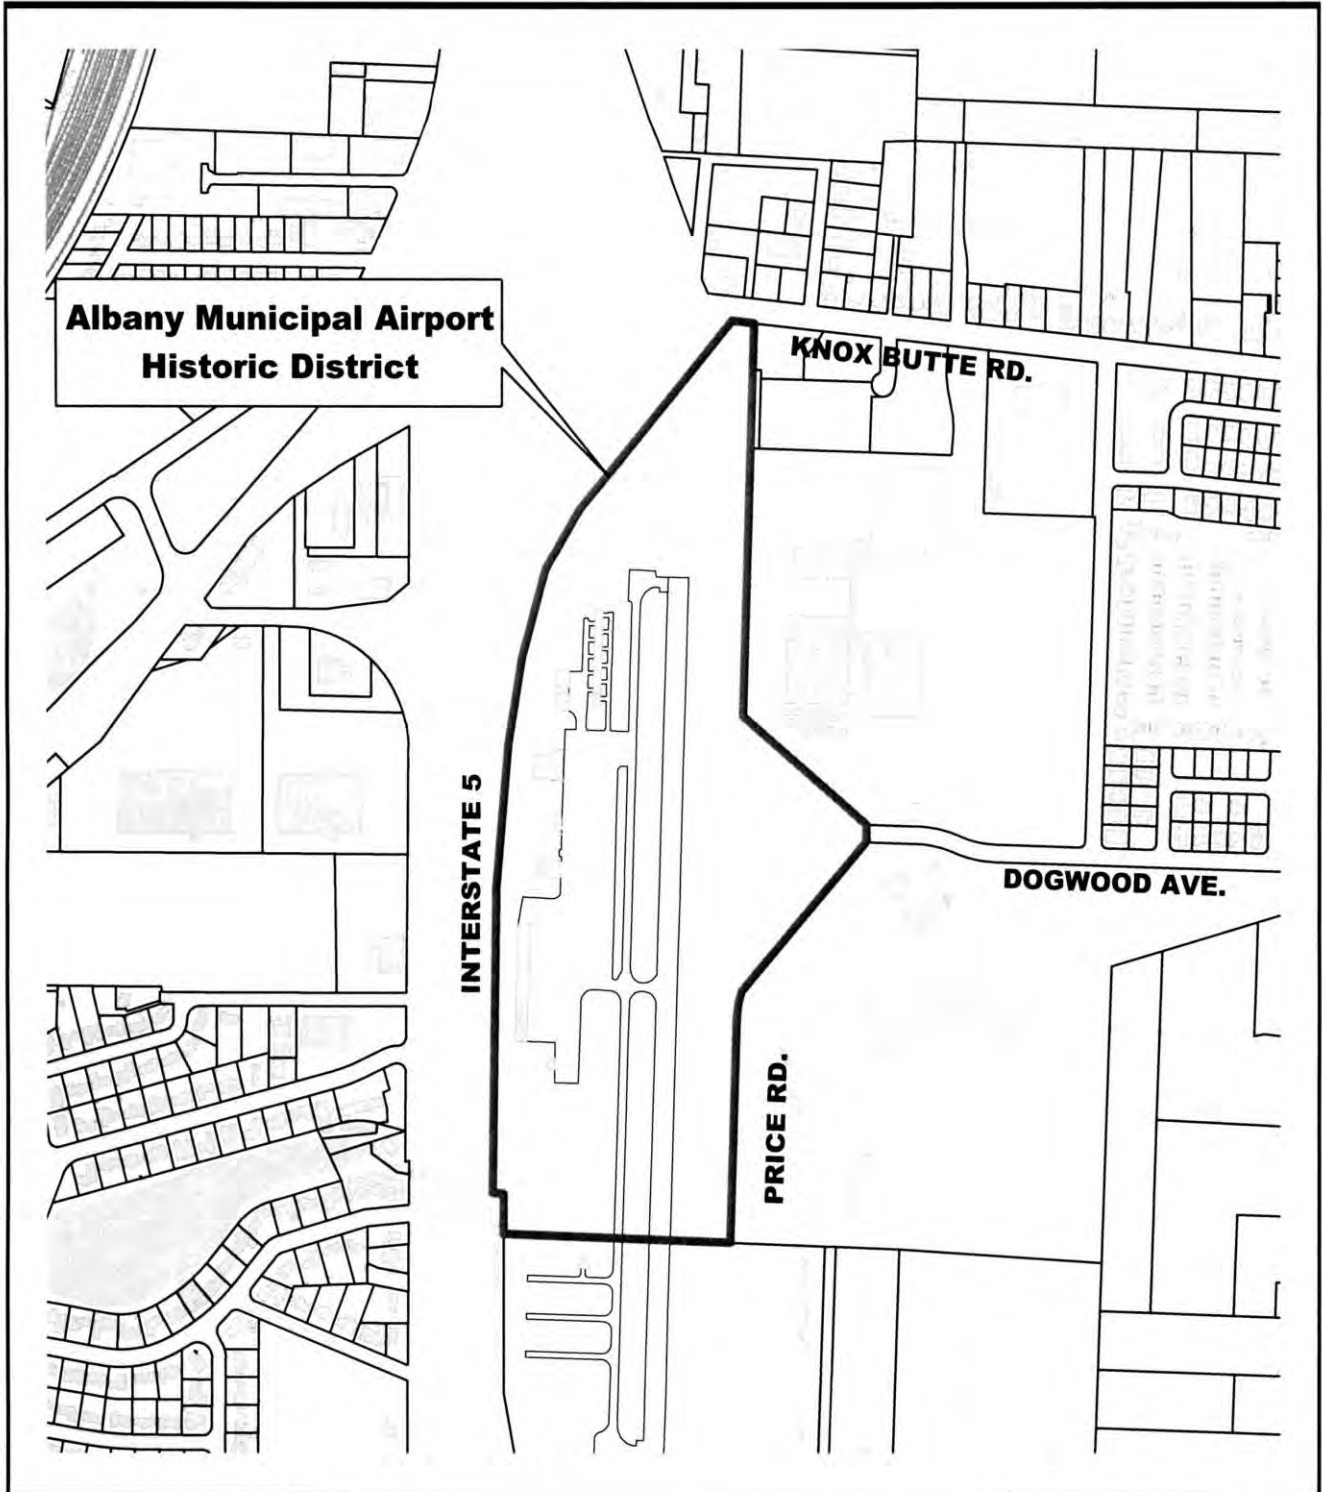 Albany Municipal Airport
Historic District
KNOX BUTTE RD.
INTERSTATE 5
DOGWOOD AVE.
PRICE RD.